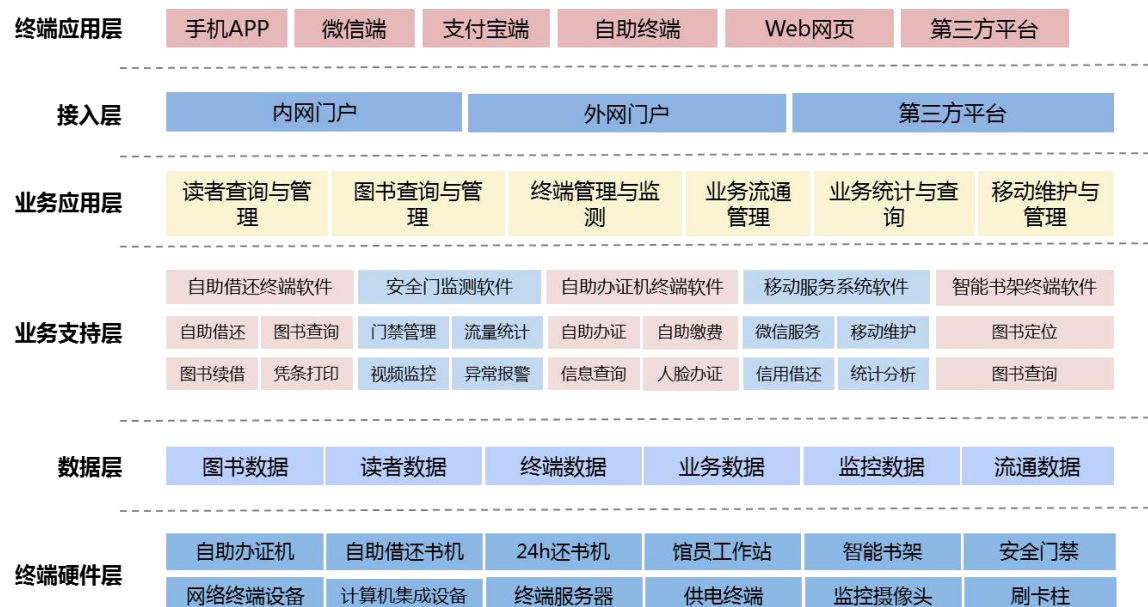 终端应用层
手机APP
微信端
支付宝端
自助终端
Web网页
第三方平台
接入层
内网门户
外网门户
第三方平台
业务应用层
读者查询与管
理
图书查询与管
理
终端管理与监
测
业务流通
管理
业务统计与查
询
移动维护与
管理
业务支持层
自助借还终端软件
安全门监测软件
自助办证机终端软件
移动服务系统软件
智能书架终端软件
自助借还
图书查询
门禁管理
流量统计
自助办证
自助缴费
微信服务
移动维护
图书定位
图书续借
凭条打印
视频监控
异常报警
信息查询
人脸办证
信用借还
统计分析
图书查询
数据层
图书数据
读者数据
终端数据
业务数据
监控数据
流通数据
终端硬件层
自助办证机
自助借还书机
24h还书机
馆员工作站
智能书架
安全门禁
网络终端设备
计算机集成设备
终端服务器
供电终端
监控摄像头
刷卡柱